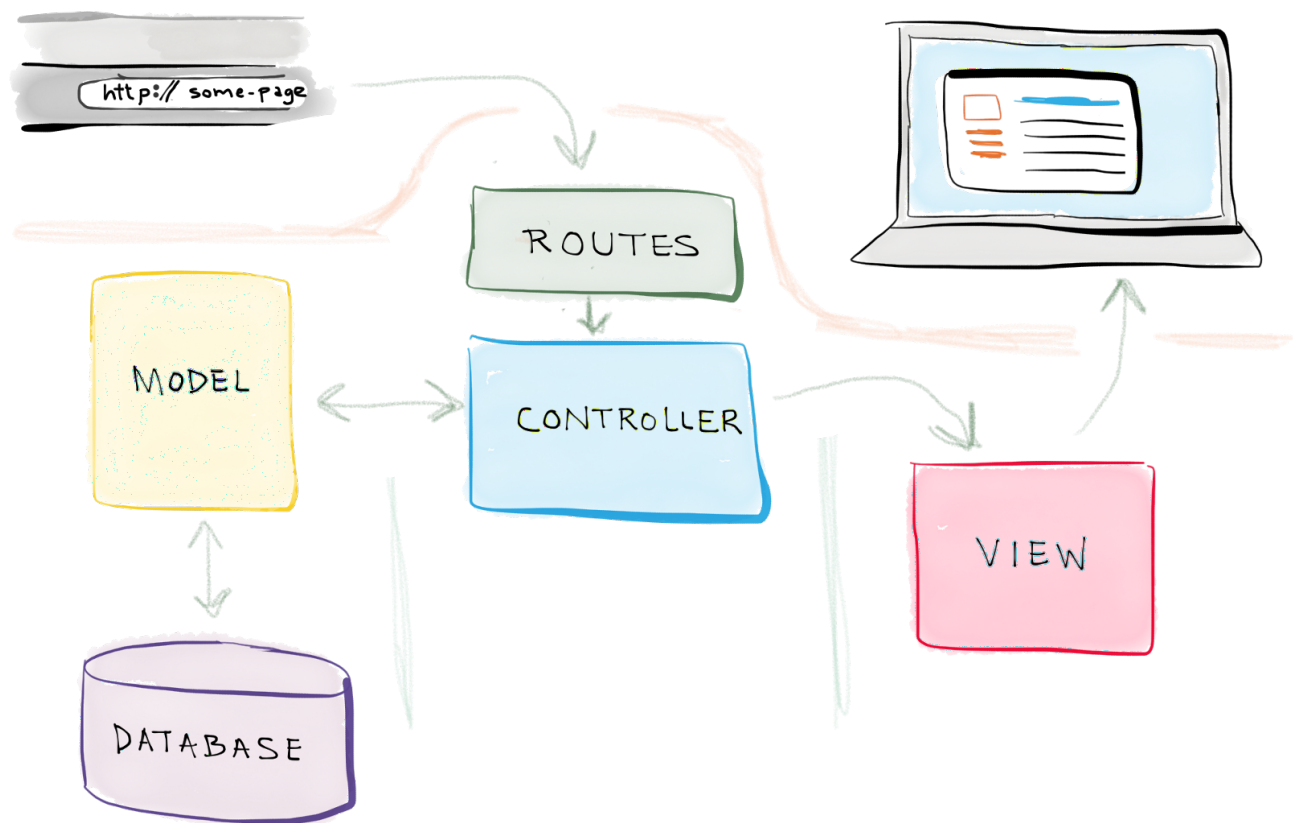 http:// some-page
ROUTES
MODEL
CONTROLLER
VIEW
DATABASE